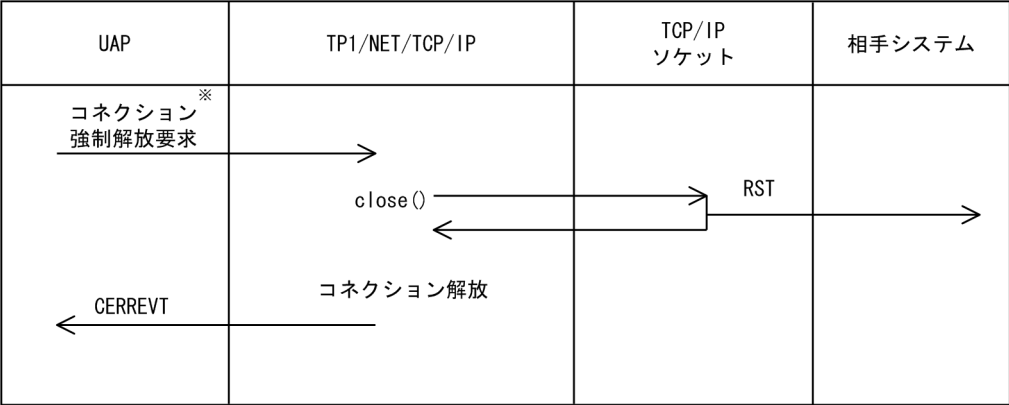 UAP
TP1/NET/TCP/IP
TCP/IP
ソケット
相手システム
コネクション※
強制解放要求
close()
RST
コネクション解放
CERREVT